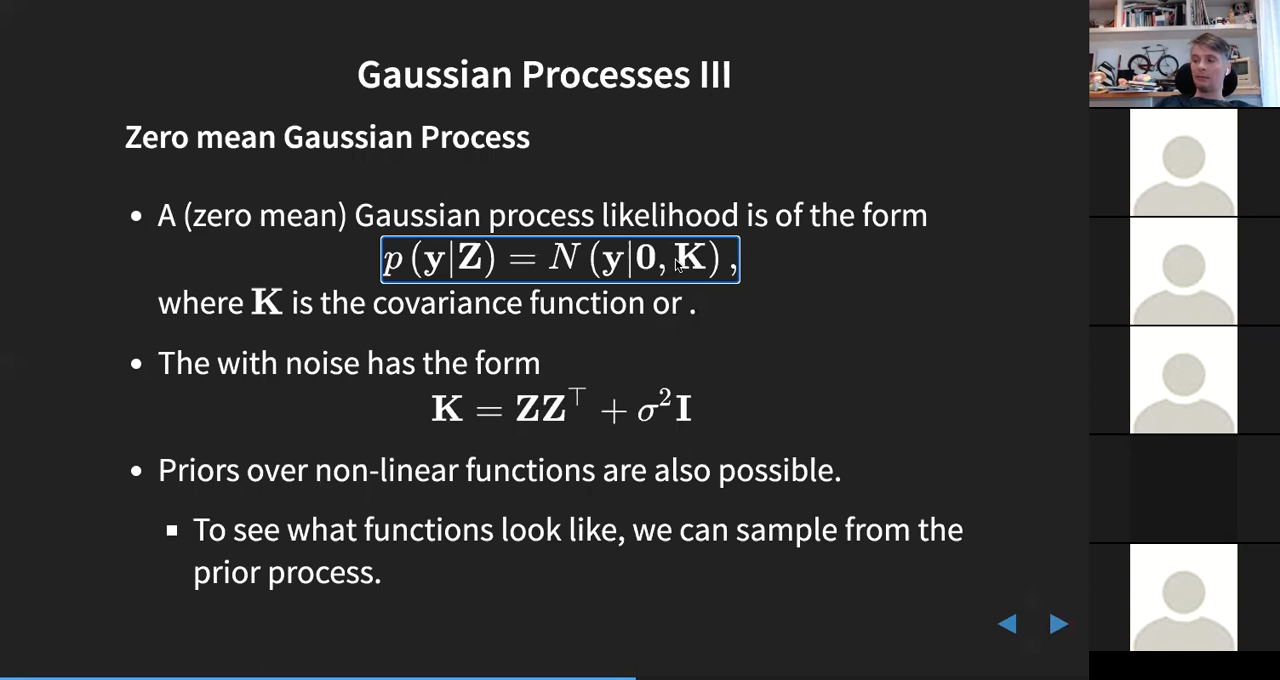 Gaussian Processes III
Zero mean Gaussian Process
• A (zero mean) Gaussian process likelihood is of the form
p (y|Z) = N (y|0, K) ,
where K is the covariance function or .
• The with noise has the form
K = ZZ⊤ + σ²I
• Priors over non-linear functions are also possible.
▪ To see what functions look like, we can sample from the
prior process.